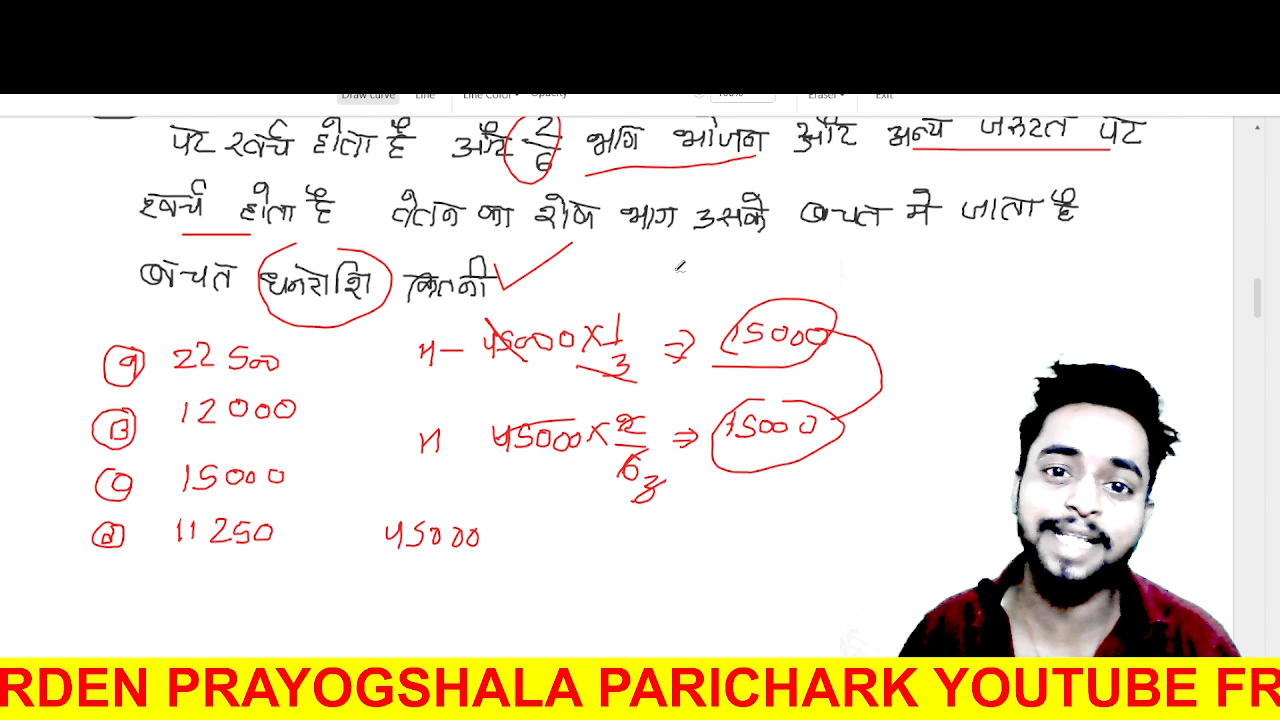 पर खर्च होता है और 2/6 भाग भोजन और अन्य जरुरत पर
खर्च होता है वेतन का शेष भाग उसके बचत मे जाता है
बचत धनराशि कितनी
(A) 22500
(B) 12000
(C) 15000
(D) 11250
म- 45000 × 1/3 ⇒ 15000
म 45000 × 2/6 3 ⇒ 15000
45000
RDEN PRAYOGSHALA PARICHARK YOUTUBE FR